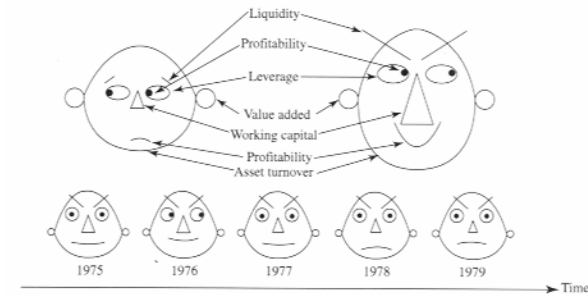 Liquidity
Profitability
Leverage
Value added
Working capital
Profitability
Asset turnover
1975 1976 1977 1978 1979
Time